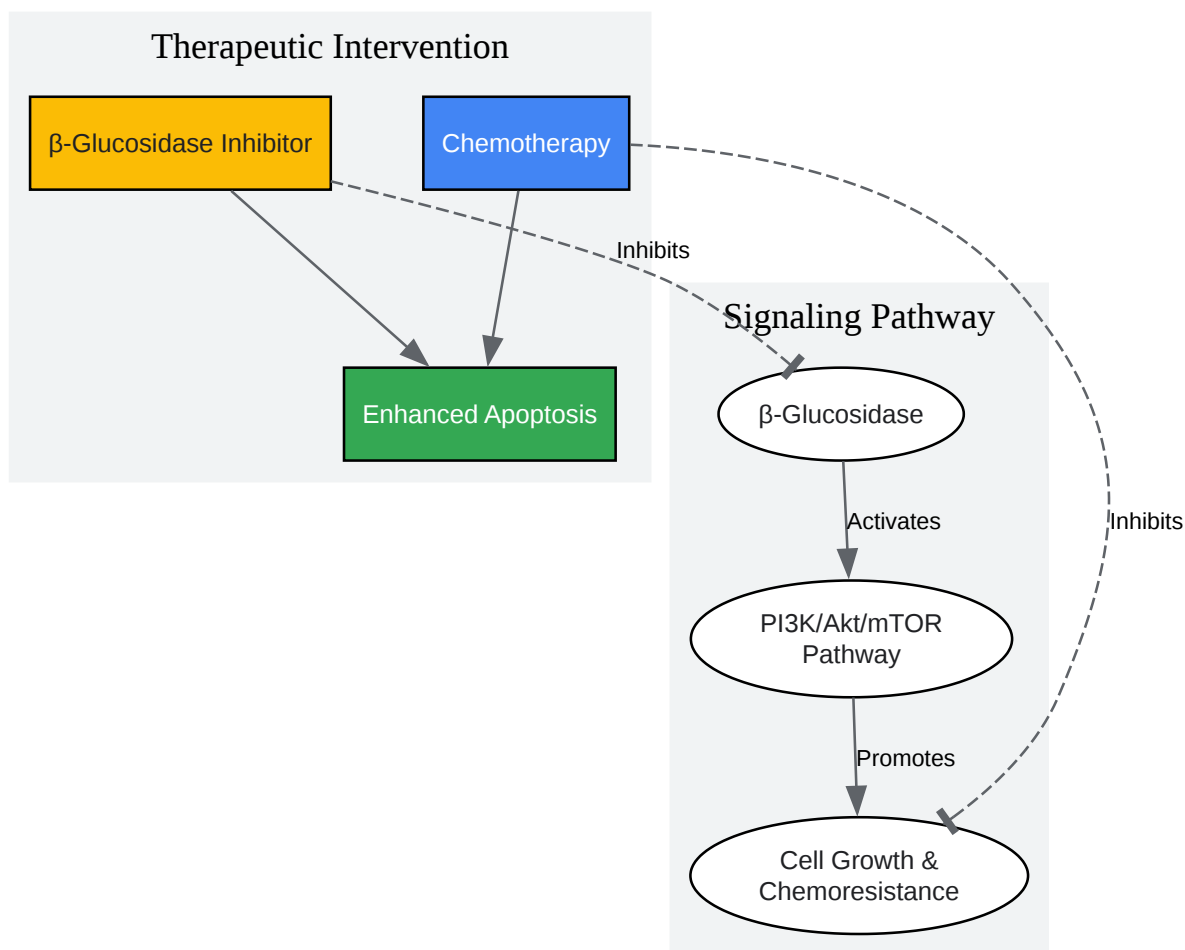 Therapeutic Intervention
β-Glucosidase Inhibitor
Chemotherapy
Inhibits
Enhanced Apoptosis
Signaling Pathway
β-Glucosidase
Activates
Inhibits
PI3K/Akt/mTOR
Pathway
Promotes
Cell Growth &
Chemoresistance